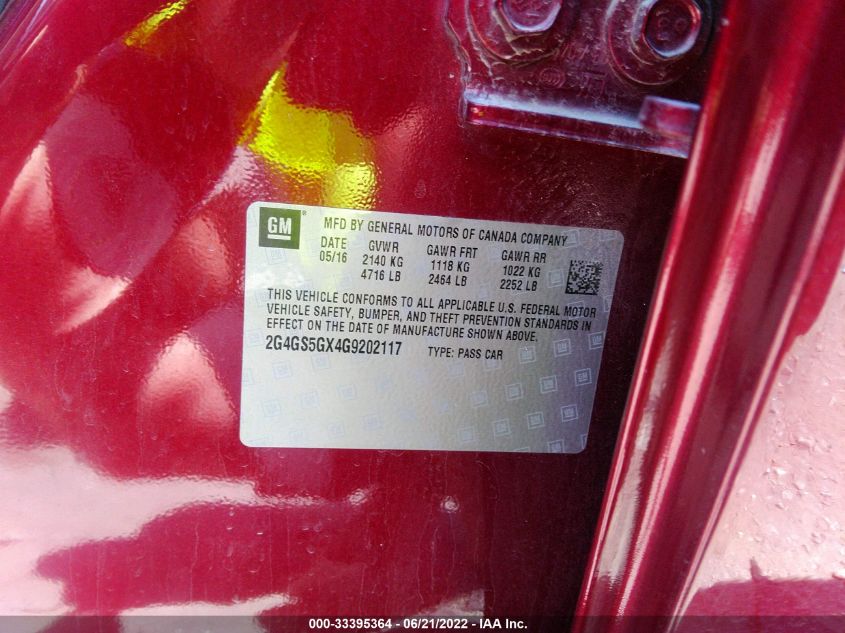 GM
MFD BY GENERAL MOTORS OF CANADA COMPANY
DATE GVWR GAWR FRT GAWR RR
05/16 2140 KG 1118 KG 1022 KG
4716 LB 2464 LB 2252 LB
THIS VEHICLE CONFORMS TO ALL APPLICABLE U.S. FEDERAL MOTOR
VEHICLE SAFETY, BUMPER, AND THEFT PREVENTION STANDARDS IN
EFFECT ON THE DATE OF MANUFACTURE SHOWN ABOVE.
2G4GS5GX4G9202117 TYPE: PASS CAR
000-33395364 - 06/21/2022 - IAA Inc.